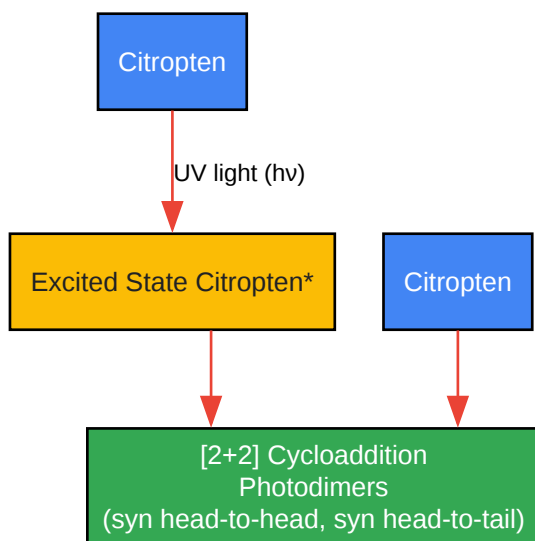 Citropten
UV light (hν)
Excited State Citropten*
Citropten
[2+2] Cycloaddition
Photodimers
(syn head-to-head, syn head-to-tail)